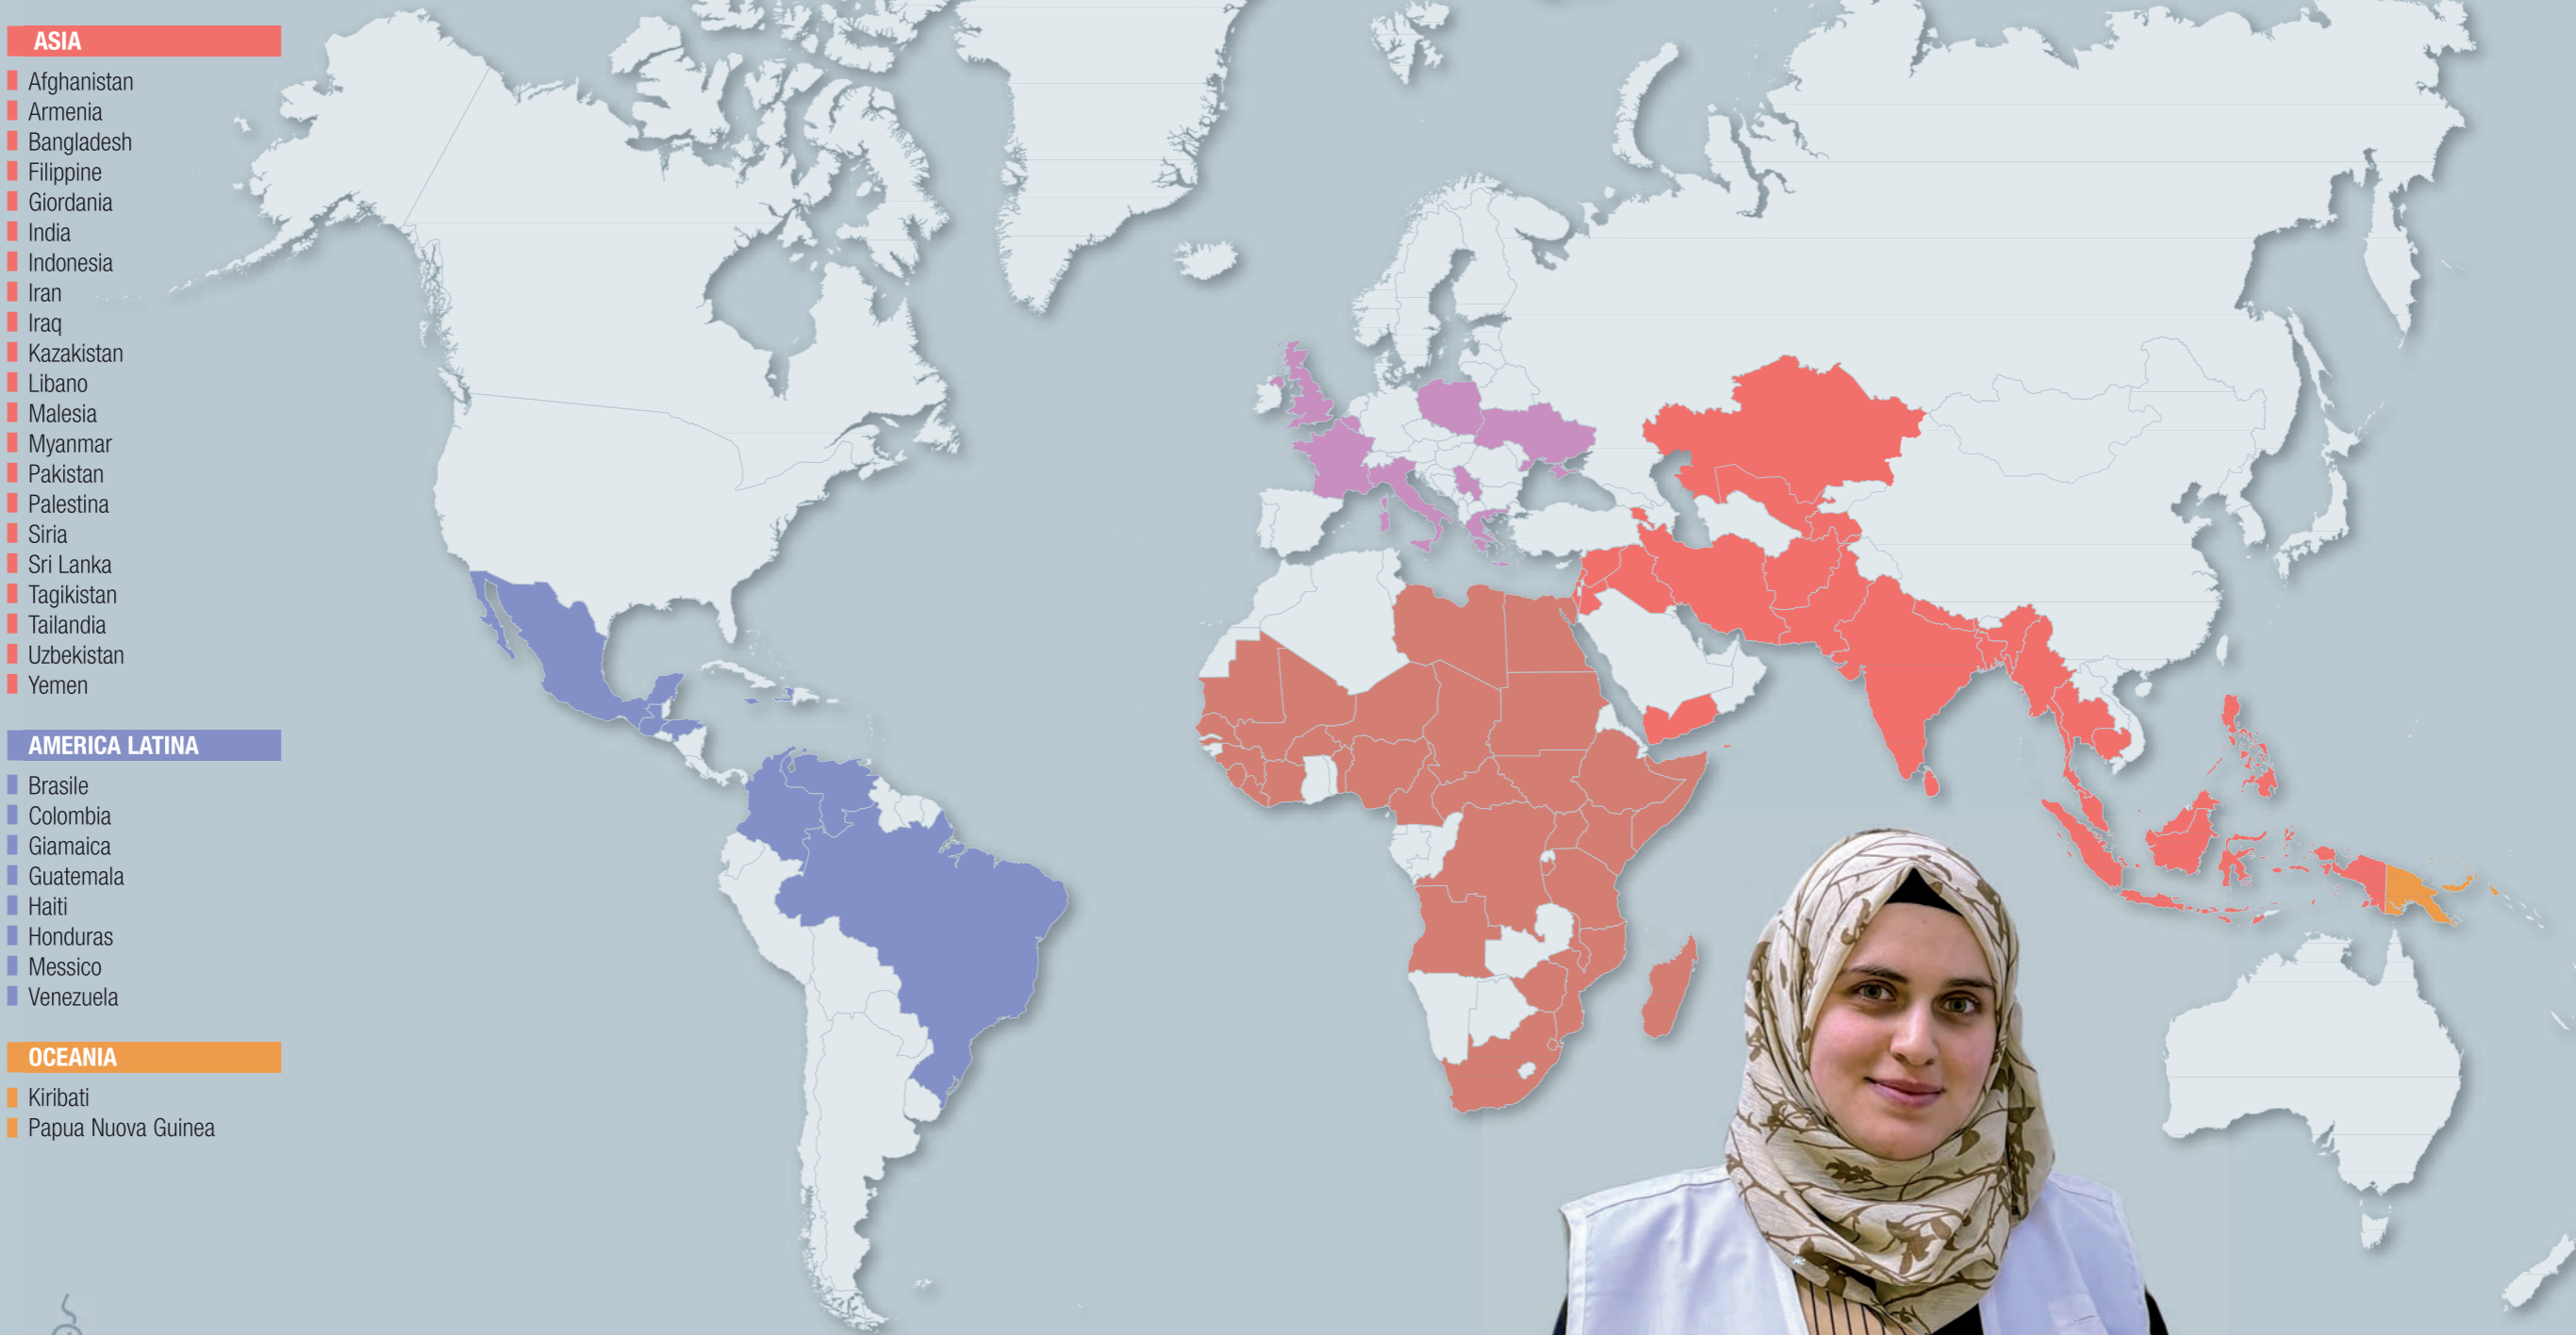 ASIA
Afghanistan
Armenia
Bangladesh
Filippine
Giordania
India
Indonesia
Iran
Iraq
Kazakistan
Libano
Malesia
Myanmar
Pakistan
Palestina
Siria
Sri Lanka
Tagikistan
Tailandia
Uzbekistan
Yemen
AMERICA LATINA
Brasile
Colombia
Giamaica
Guatemala
Haiti
Honduras
Messico
Venezuela
OCEANIA
Kiribati
Papua Nuova Guinea